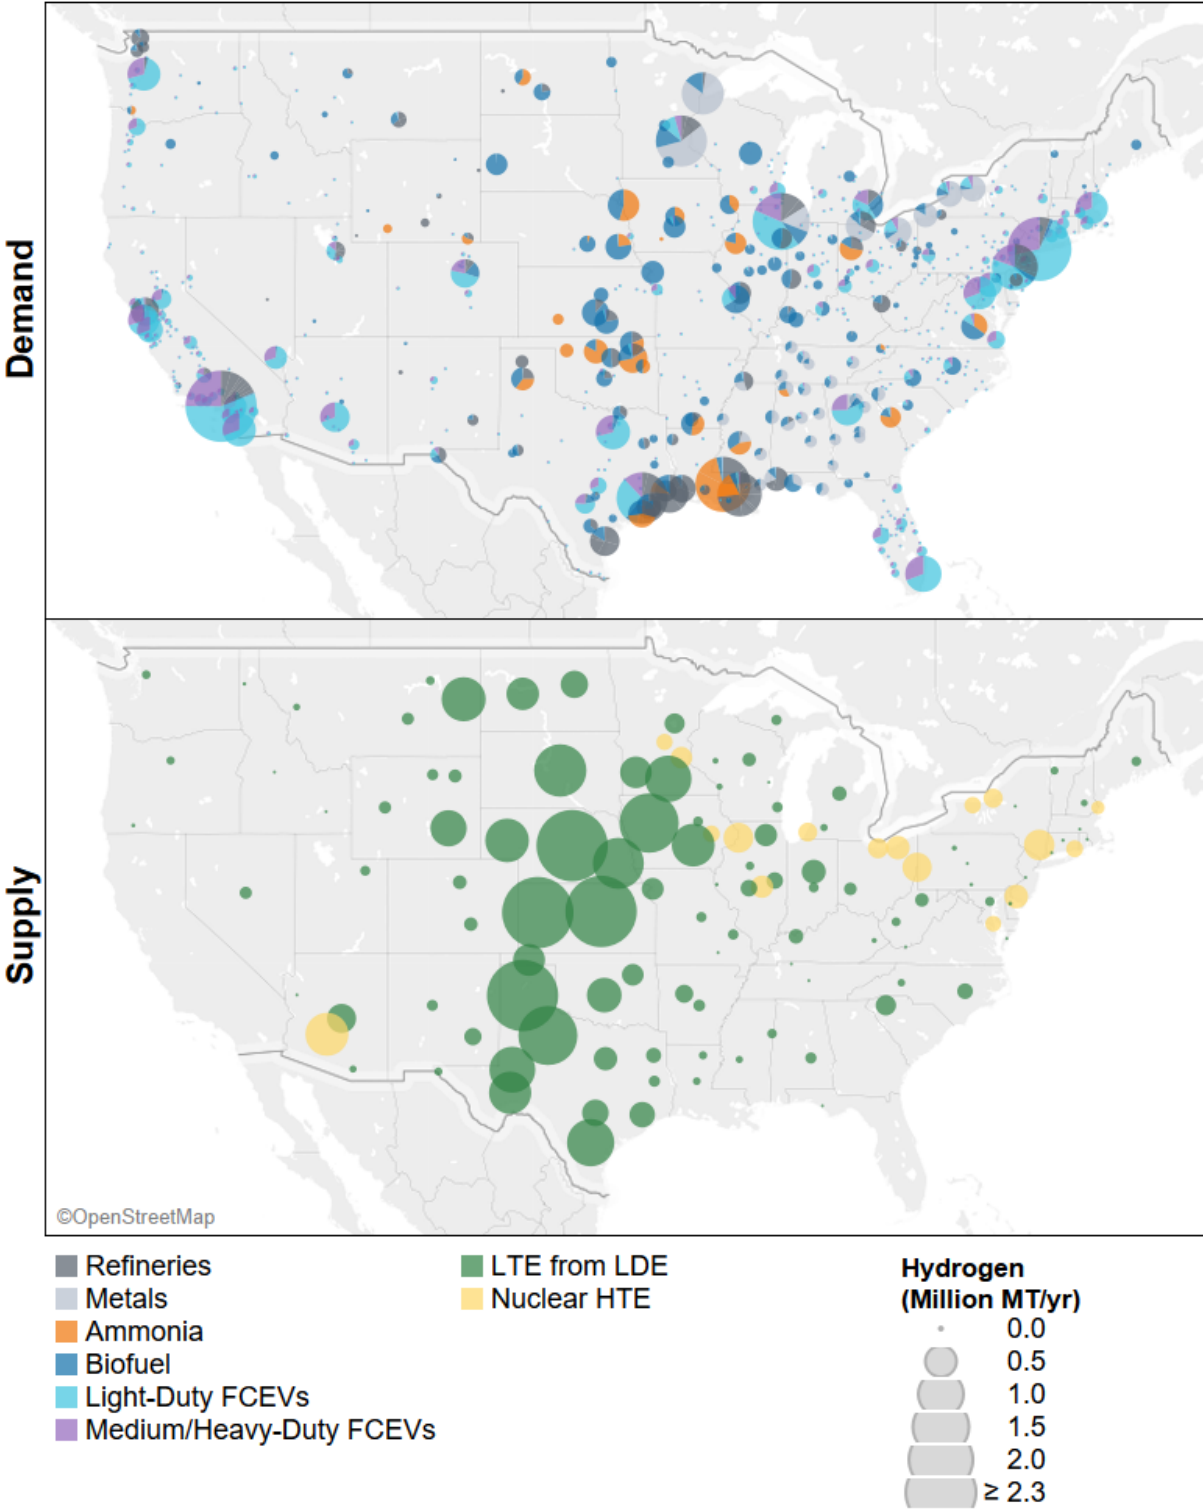 Demand
Supply
©OpenStreetMap
Refineries
Metals
Ammonia
Biofuel
Light-Duty FCEVs
Medium/Heavy-Duty FCEVs
LTE from LDE
Nuclear HTE
Hydrogen
(Million MT/yr)
0.0
0.5
1.0
1.5
2.0
≥ 2.3